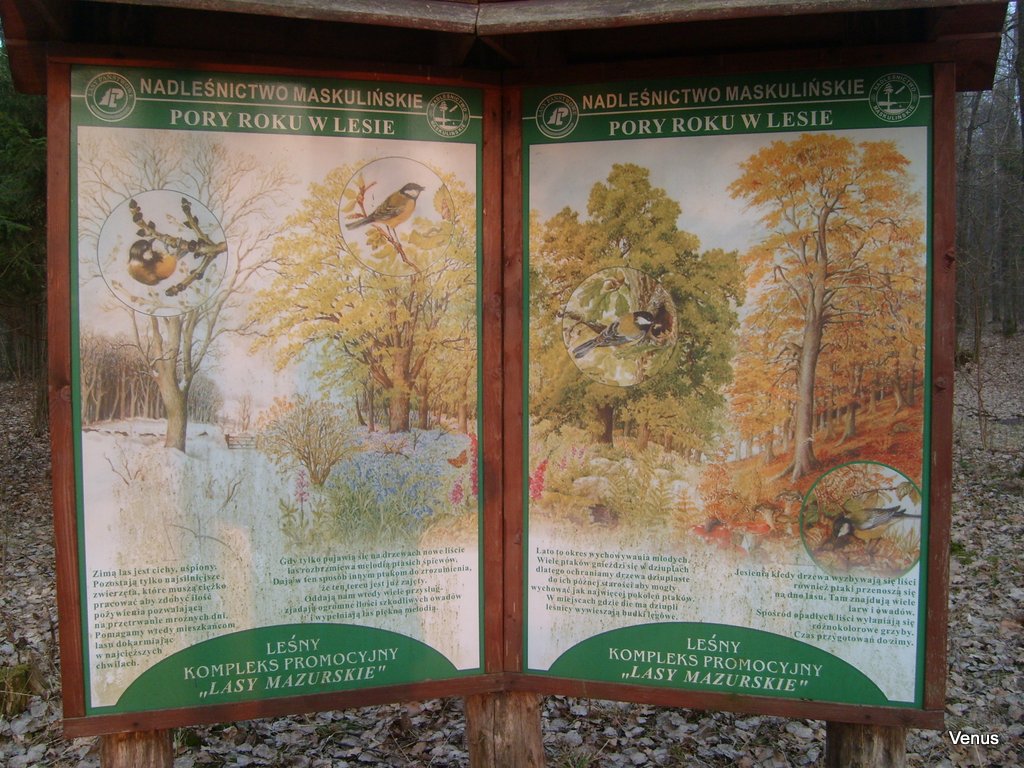 NADLEŚNICTWO MASKULIŃSKIE
PORY ROKU W LESIE
Zimą las jest cichy, uśpiony.
Pozostają tylko najsilniejsze
zwierzęta, które muszą ciężko
pracować aby zdobyć ilość
pożywienia pozwalającą
na przetrwanie mroźnych dni.
Pomagamy wtedy mieszkańcom
lasu dokarmiając
w najcięższych
chwilach.
Gdy tylko pojawią się na drzewach nowe liście
las rozbrzmiewa melodią ptasich śpiewów.
Dają w ten sposób innym ptakom do zrozumienia,
że ten teren jest już zajęty.
Oddają nam wtedy wiele przysług-
zjadają ogromne ilości szkodliwych owadów
i wypełniają las piękną melodią.
LEŚNY
KOMPLEKS PROMOCYJNY
„LASY MAZURSKIE"
NADLEŚNICTWO MASKULIŃSKIE
PORY ROKU W LESIE
Lato to okres wychowywania młodych.
Wiele ptaków gnieździ się w dziuplach
dlatego ochraniamy drzewa dziuplaste
do ich późnej starości aby mogły
wychować jak najwięcej pokoleń ptaków.
W miejscach gdzie nie ma dziupli
leśnicy wywieszają budki lęgowe.
Jesienią kiedy drzewa wyzbywają się liści
również ptaki przenoszą się
na dno lasu. Tam znajdują wiele
larw i owadów.
Spośród opadłych liści wyłaniają się
różnokolorowe grzyby.
Czas przygotowań do zimy.
LEŚNY
KOMPLEKS PROMOCYJNY
„LASY MAZURSKIE"
Venus